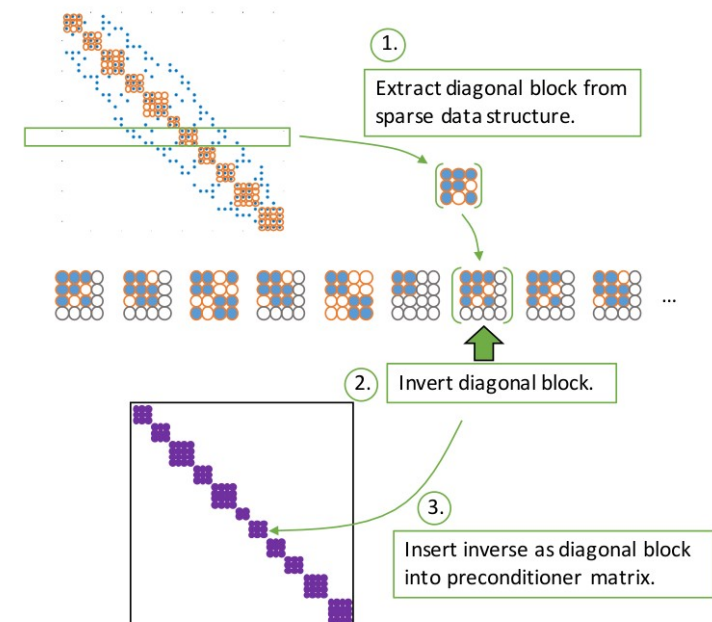 1.
Extract diagonal block from
sparse data structure.
...
2.
Invert diagonal block.
3.
Insert inverse as diagonal block
into preconditioner matrix.